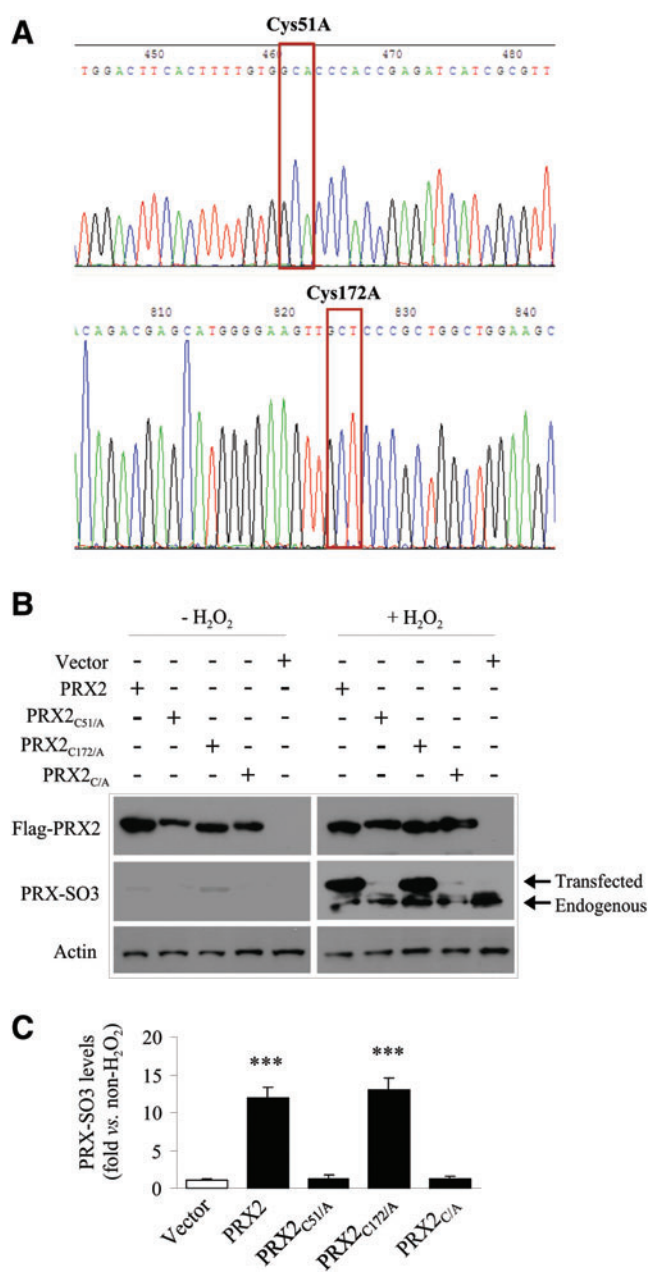 A
Cys51A
450 460 470 480
TGGACTTCACTTTTGTGGCACCCACCGAGATCATCGCGTT
Cys172A
810 820 830 840
ACAGACGAGCATGGGGAAGTTGCTCCCGCTGGCTGGAAGC
B
- H2O2 + H2O2
Vector - - - - + - - - - +
PRX2 + - - - - + - - - -
PRX2C51/A - + - - - - + - - -
PRX2C172/A - - + - - - - + - -
PRX2C/A - - - + - - - - + -
Flag-PRX2
PRX-SO3
Transfected
Endogenous
Actin
C
PRX-SO3 levels
(fold vs. non-H2O2)
20
15
10
5
0
*** ***
Vector
PRX2
PRX2C51/A
PRX2C172/A
PRX2C/A